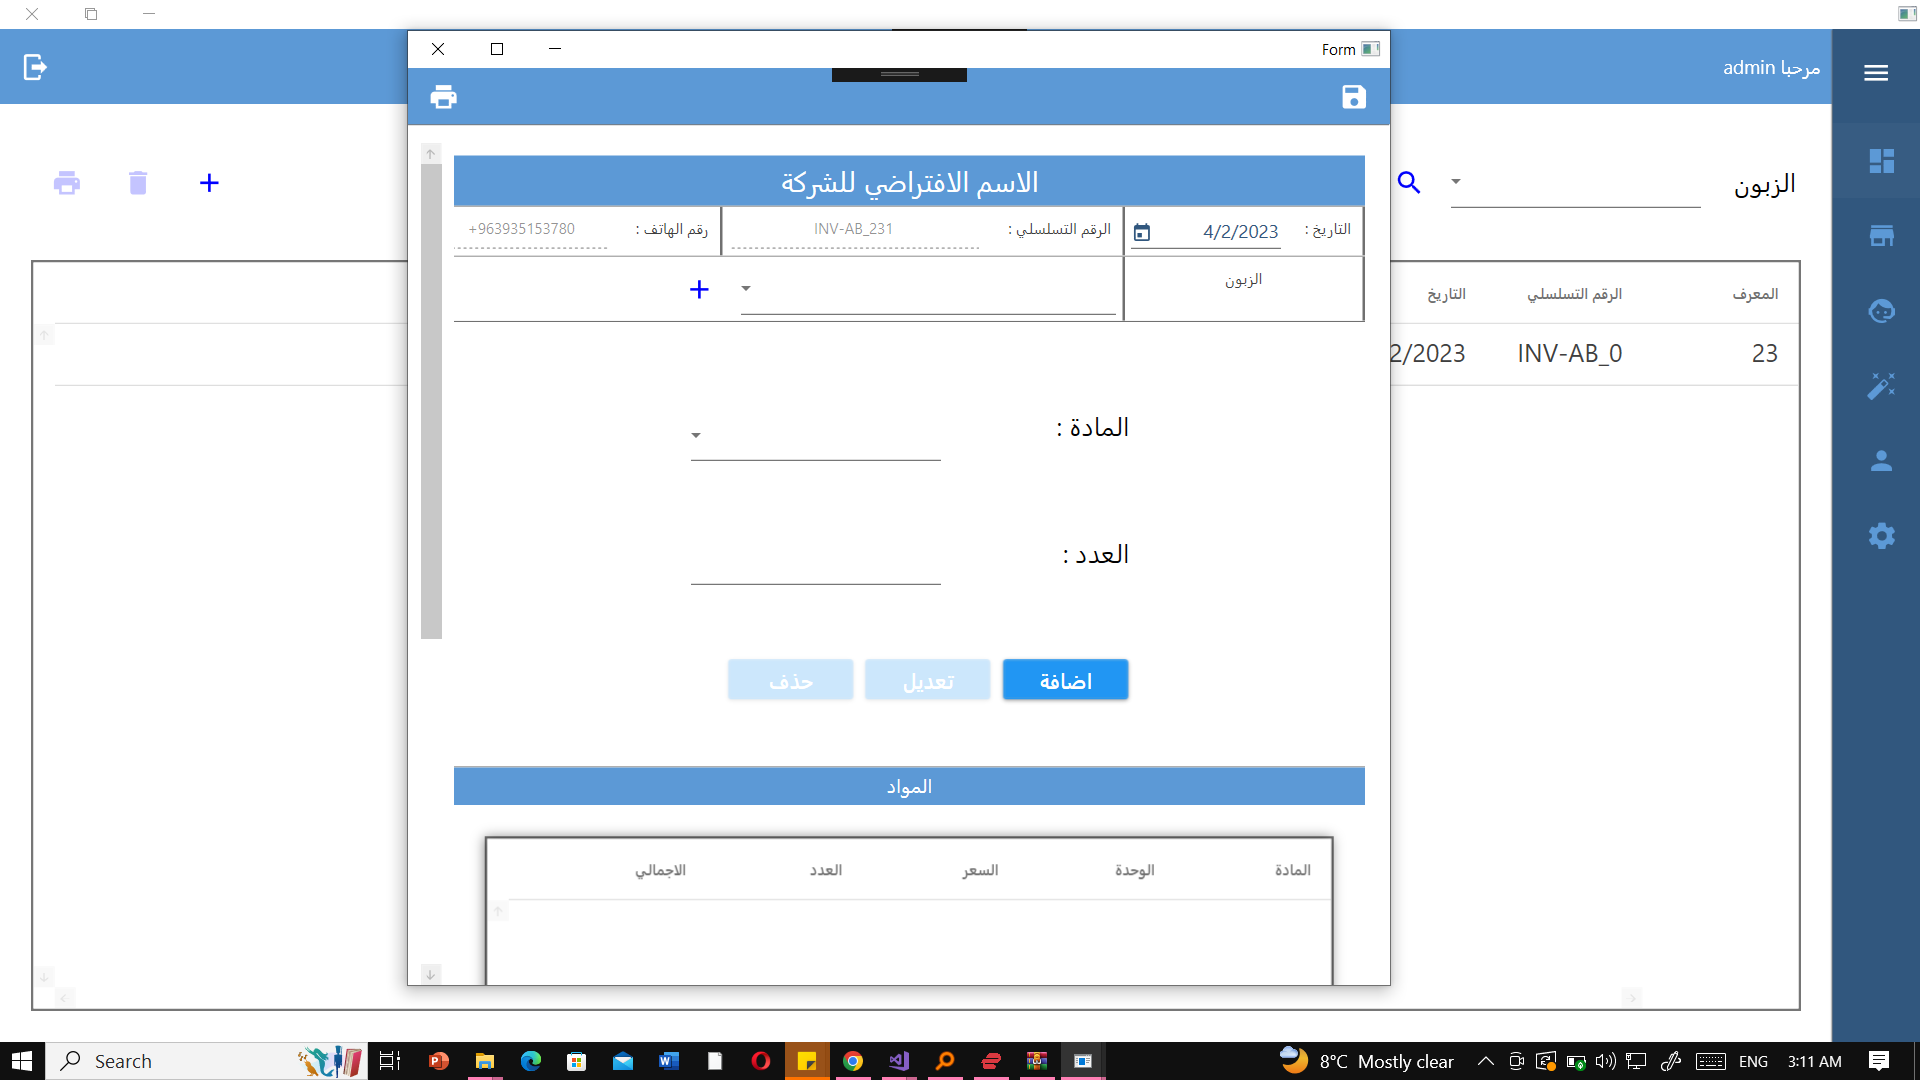 Form
مرحبا admin
الزبون
المعرف
الرقم التسلسلي
التاريخ
23
INV-AB_0
2/2023
الاسم الافتراضي للشركة
التاريخ :
4/2/2023
الرقم التسلسلي :
INV-AB_231
رقم الهاتف :
+963935153780
الزبون
المادة :
العدد :
اضافة
تعديل
حذف
المواد
المادة
الوحدة
السعر
العدد
الاجمالي
Search
8°C Mostly clear
ENG
3:11 AM